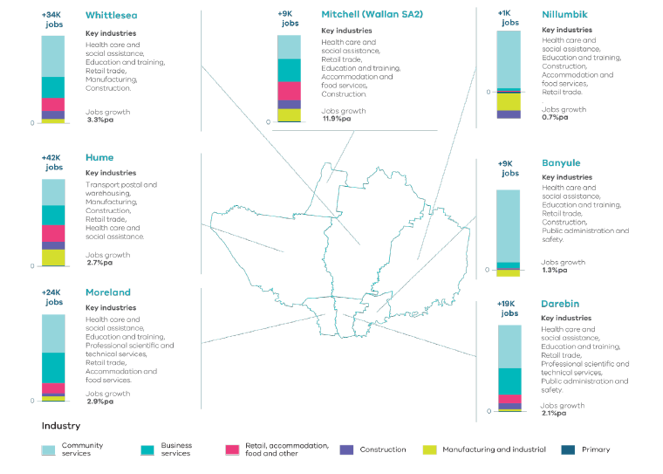 +34K
jobs
0
Whittlesea
Key industries
Health care and
social assistance,
Education and training,
Retail trade,
Manufacturing,
Construction.
Jobs growth
3.3%pa
+9K
jobs
0
Mitchell (Wallan SA2)
Key industries
Health care and
social assistance,
Retail trade,
Education and training,
Accommodation and
food services,
Construction.
Jobs growth
11.9%pa
+1K
jobs
0
Nillumbik
Key industries
Health care and
social assistance,
Education and training,
Construction,
Accommodation and
food services,
Retail trade
.
Jobs growth
0.7%pa
+42K
jobs
0
Hume
Key industries
Transport postal and
warehousing,
Manufacturing,
Construction,
Retail trade,
Health care and
social assistance.
Jobs growth
2.7%pa
+9K
jobs
0
Banyule
Key industries
Health care and
social assistance,
Education and training,
Retail trade,
Construction,
Public administration and
safety.
Jobs growth
1.3%pa
+24K
jobs
0
Moreland
Key industries
Health care and
social assistance,
Education and training,
Professional scientific and
technical services,
Retail trade,
Accommodation and
food services.
Jobs growth
2.9%pa
+19K
jobs
0
Darebin
Key industries
Health care and
social assistance,
Education and training,
Retail trade,
Professional scientific and
technical services,
Public administration and
safety.
Jobs growth
2.1%pa
Industry
Community
services
Business
services
Retail, accommodation,
food and other
Construction
Manufacturing and industrial
Primary